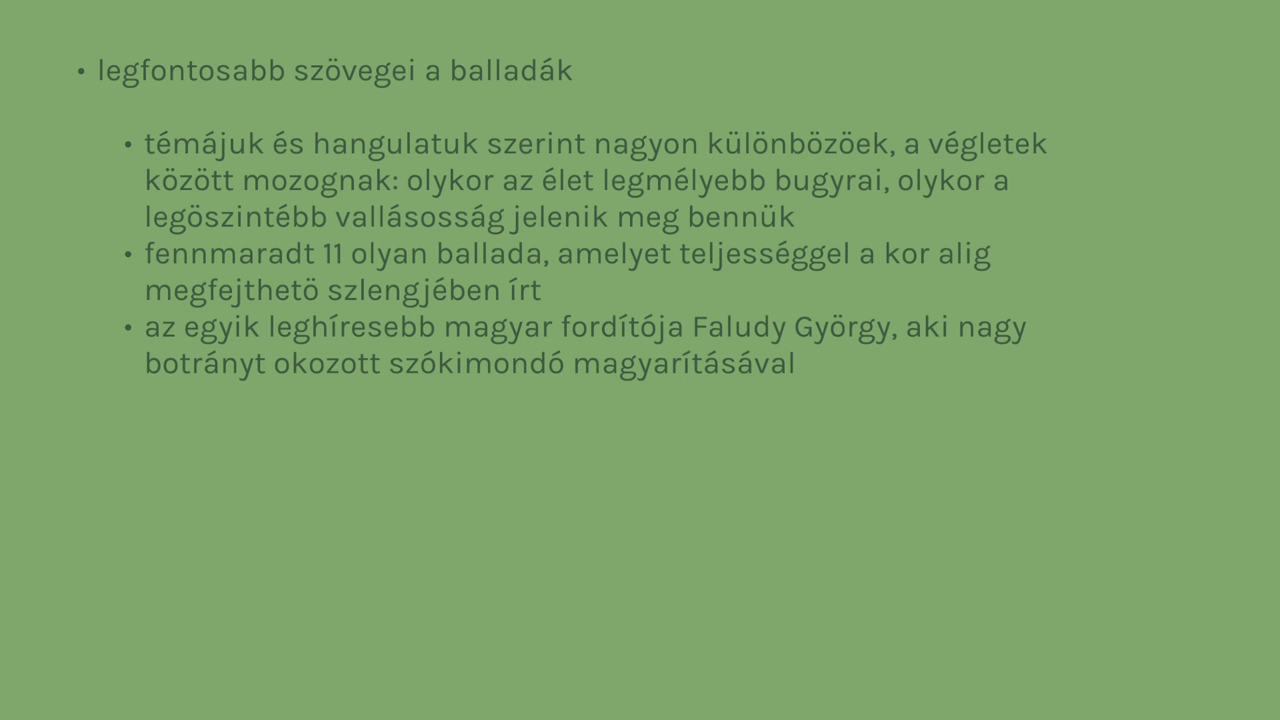 • legfontosabb szövegei a balladák
• témájuk és hangulatuk szerint nagyon különbözöek, a végletek
között mozognak: olykor az élet legmélyebb bugyrai, olykor a
legöszintébb vallásosság jelenik meg bennük
• fennmaradt 11 olyan ballada, amelyet teljességgel a kor alig
megfejthetö szlengjében írt
• az egyik leghíresebb magyar fordítója Faludy György, aki nagy
botrányt okozott szókimondó magyarításával